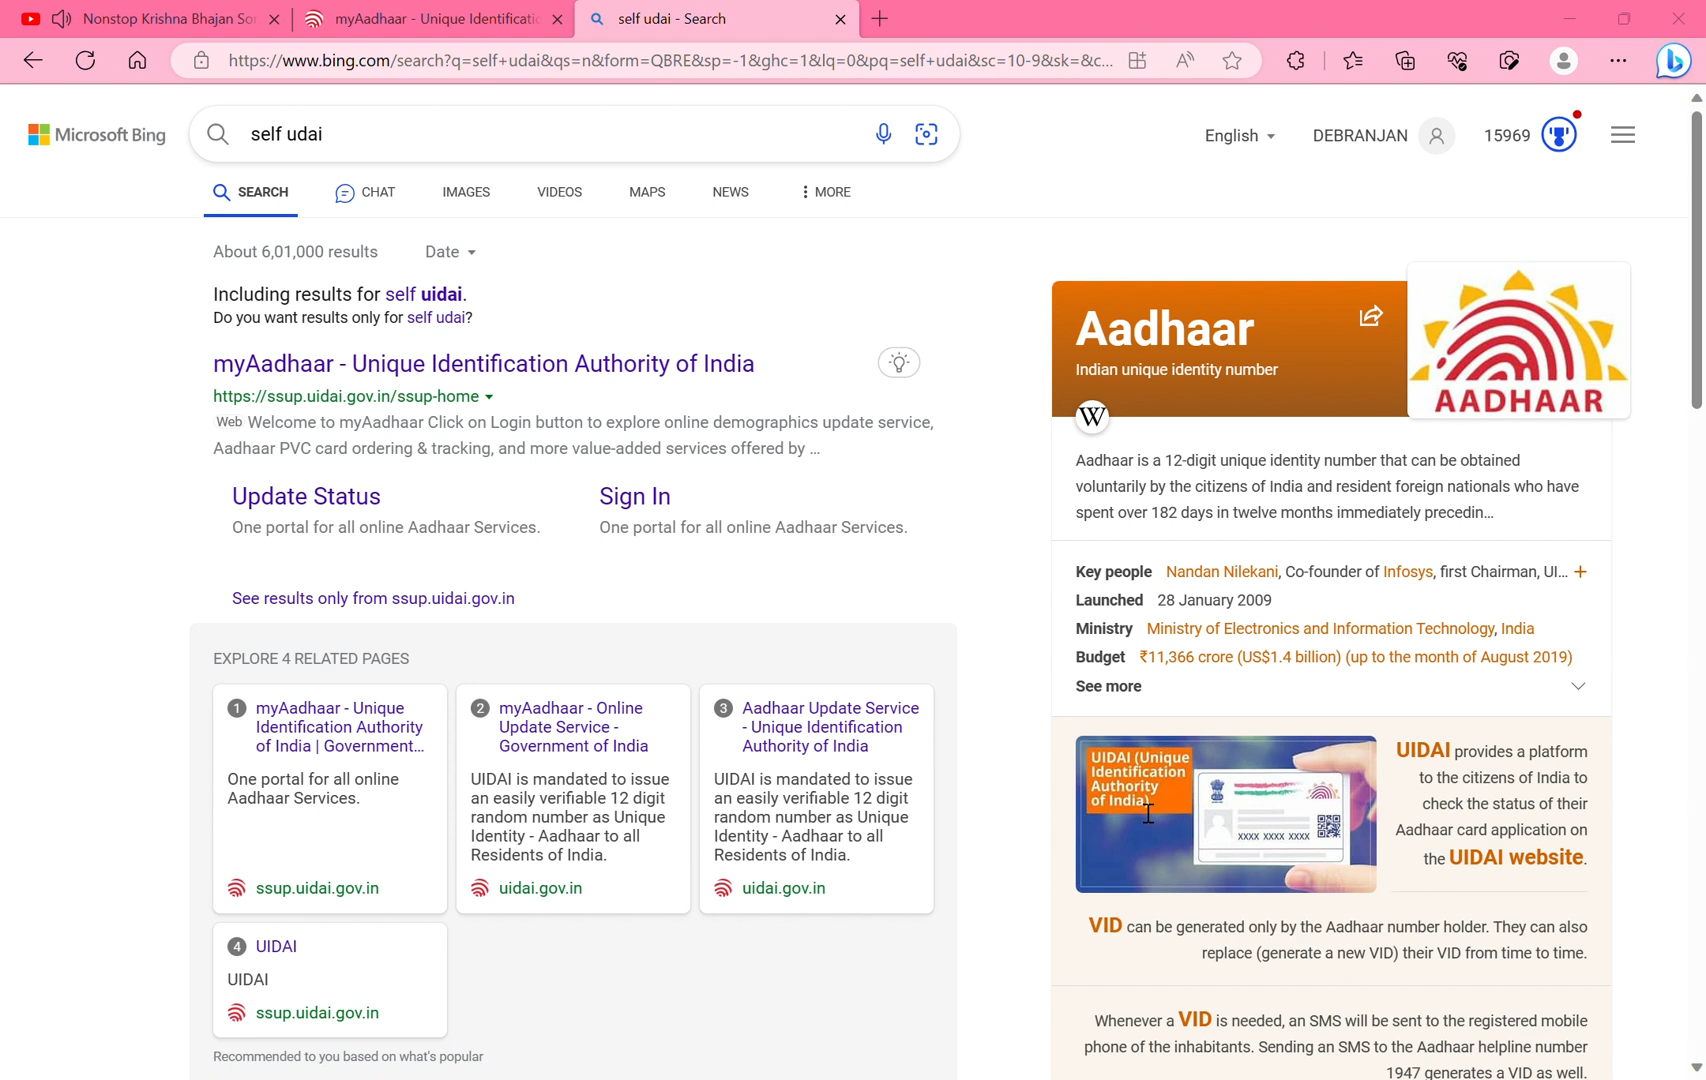 Nonstop Krishna Bhajan So
myAadhaar - Unique Identificati
self udai - Search
https://www.bing.com/search?q=self+udai&qs=n&form=QBRE&sp=-1&ghc=1&lq=0&pq=self+udai&sc=10-9&sk=&c...
Microsoft Bing
self udai
English
DEBRANJAN
15969
SEARCH
CHAT
IMAGES
VIDEOS
MAPS
NEWS
MORE
About 6,01,000 results
Date
Including results for self uidai.
Do you want results only for self udai?
myAadhaar - Unique Identification Authority of India
https://ssup.uidai.gov.in/ssup-home
Web Welcome to myAadhaar Click on Login button to explore online demographics update service,
Aadhaar PVC card ordering & tracking, and more value-added services offered by ...
Update Status
One portal for all online Aadhaar Services.
Sign In
One portal for all online Aadhaar Services.
See results only from ssup.uidai.gov.in
EXPLORE 4 RELATED PAGES
1 myAadhaar - Unique
Identification Authority
of India | Government...
One portal for all online
Aadhaar Services.
ssup.uidai.gov.in
2 myAadhaar - Online
Update Service -
Government of India
UIDAI is mandated to issue
an easily verifiable 12 digit
random number as Unique
Identity - Aadhaar to all
Residents of India.
uidai.gov.in
3 Aadhaar Update Service
- Unique Identification
Authority of India
UIDAI is mandated to issue
an easily verifiable 12 digit
random number as Unique
Identity - Aadhaar to all
Residents of India.
uidai.gov.in
4 UIDAI
UIDAI
ssup.uidai.gov.in
Recommended to you based on what's popular
Aadhaar
Indian unique identity number
AADHAAR
W
Aadhaar is a 12-digit unique identity number that can be obtained
voluntarily by the citizens of India and resident foreign nationals who have
spent over 182 days in twelve months immediately precedin...
Key people Nandan Nilekani, Co-founder of Infosys, first Chairman, UI... +
Launched 28 January 2009
Ministry Ministry of Electronics and Information Technology, India
Budget ₹11,366 crore (US$1.4 billion) (up to the month of August 2019)
See more
UIDAI (Unique
Identification
Authority
of India)
XXXX XXXX XXXX
UIDAI provides a platform
to the citizens of India to
check the status of their
Aadhaar card application on
the UIDAI website.
VID can be generated only by the Aadhaar number holder. They can also
replace (generate a new VID) their VID from time to time.
Whenever a VID is needed, an SMS will be sent to the registered mobile
phone of the inhabitants. Sending an SMS to the Aadhaar helpline number
1947 generates a VID as well.